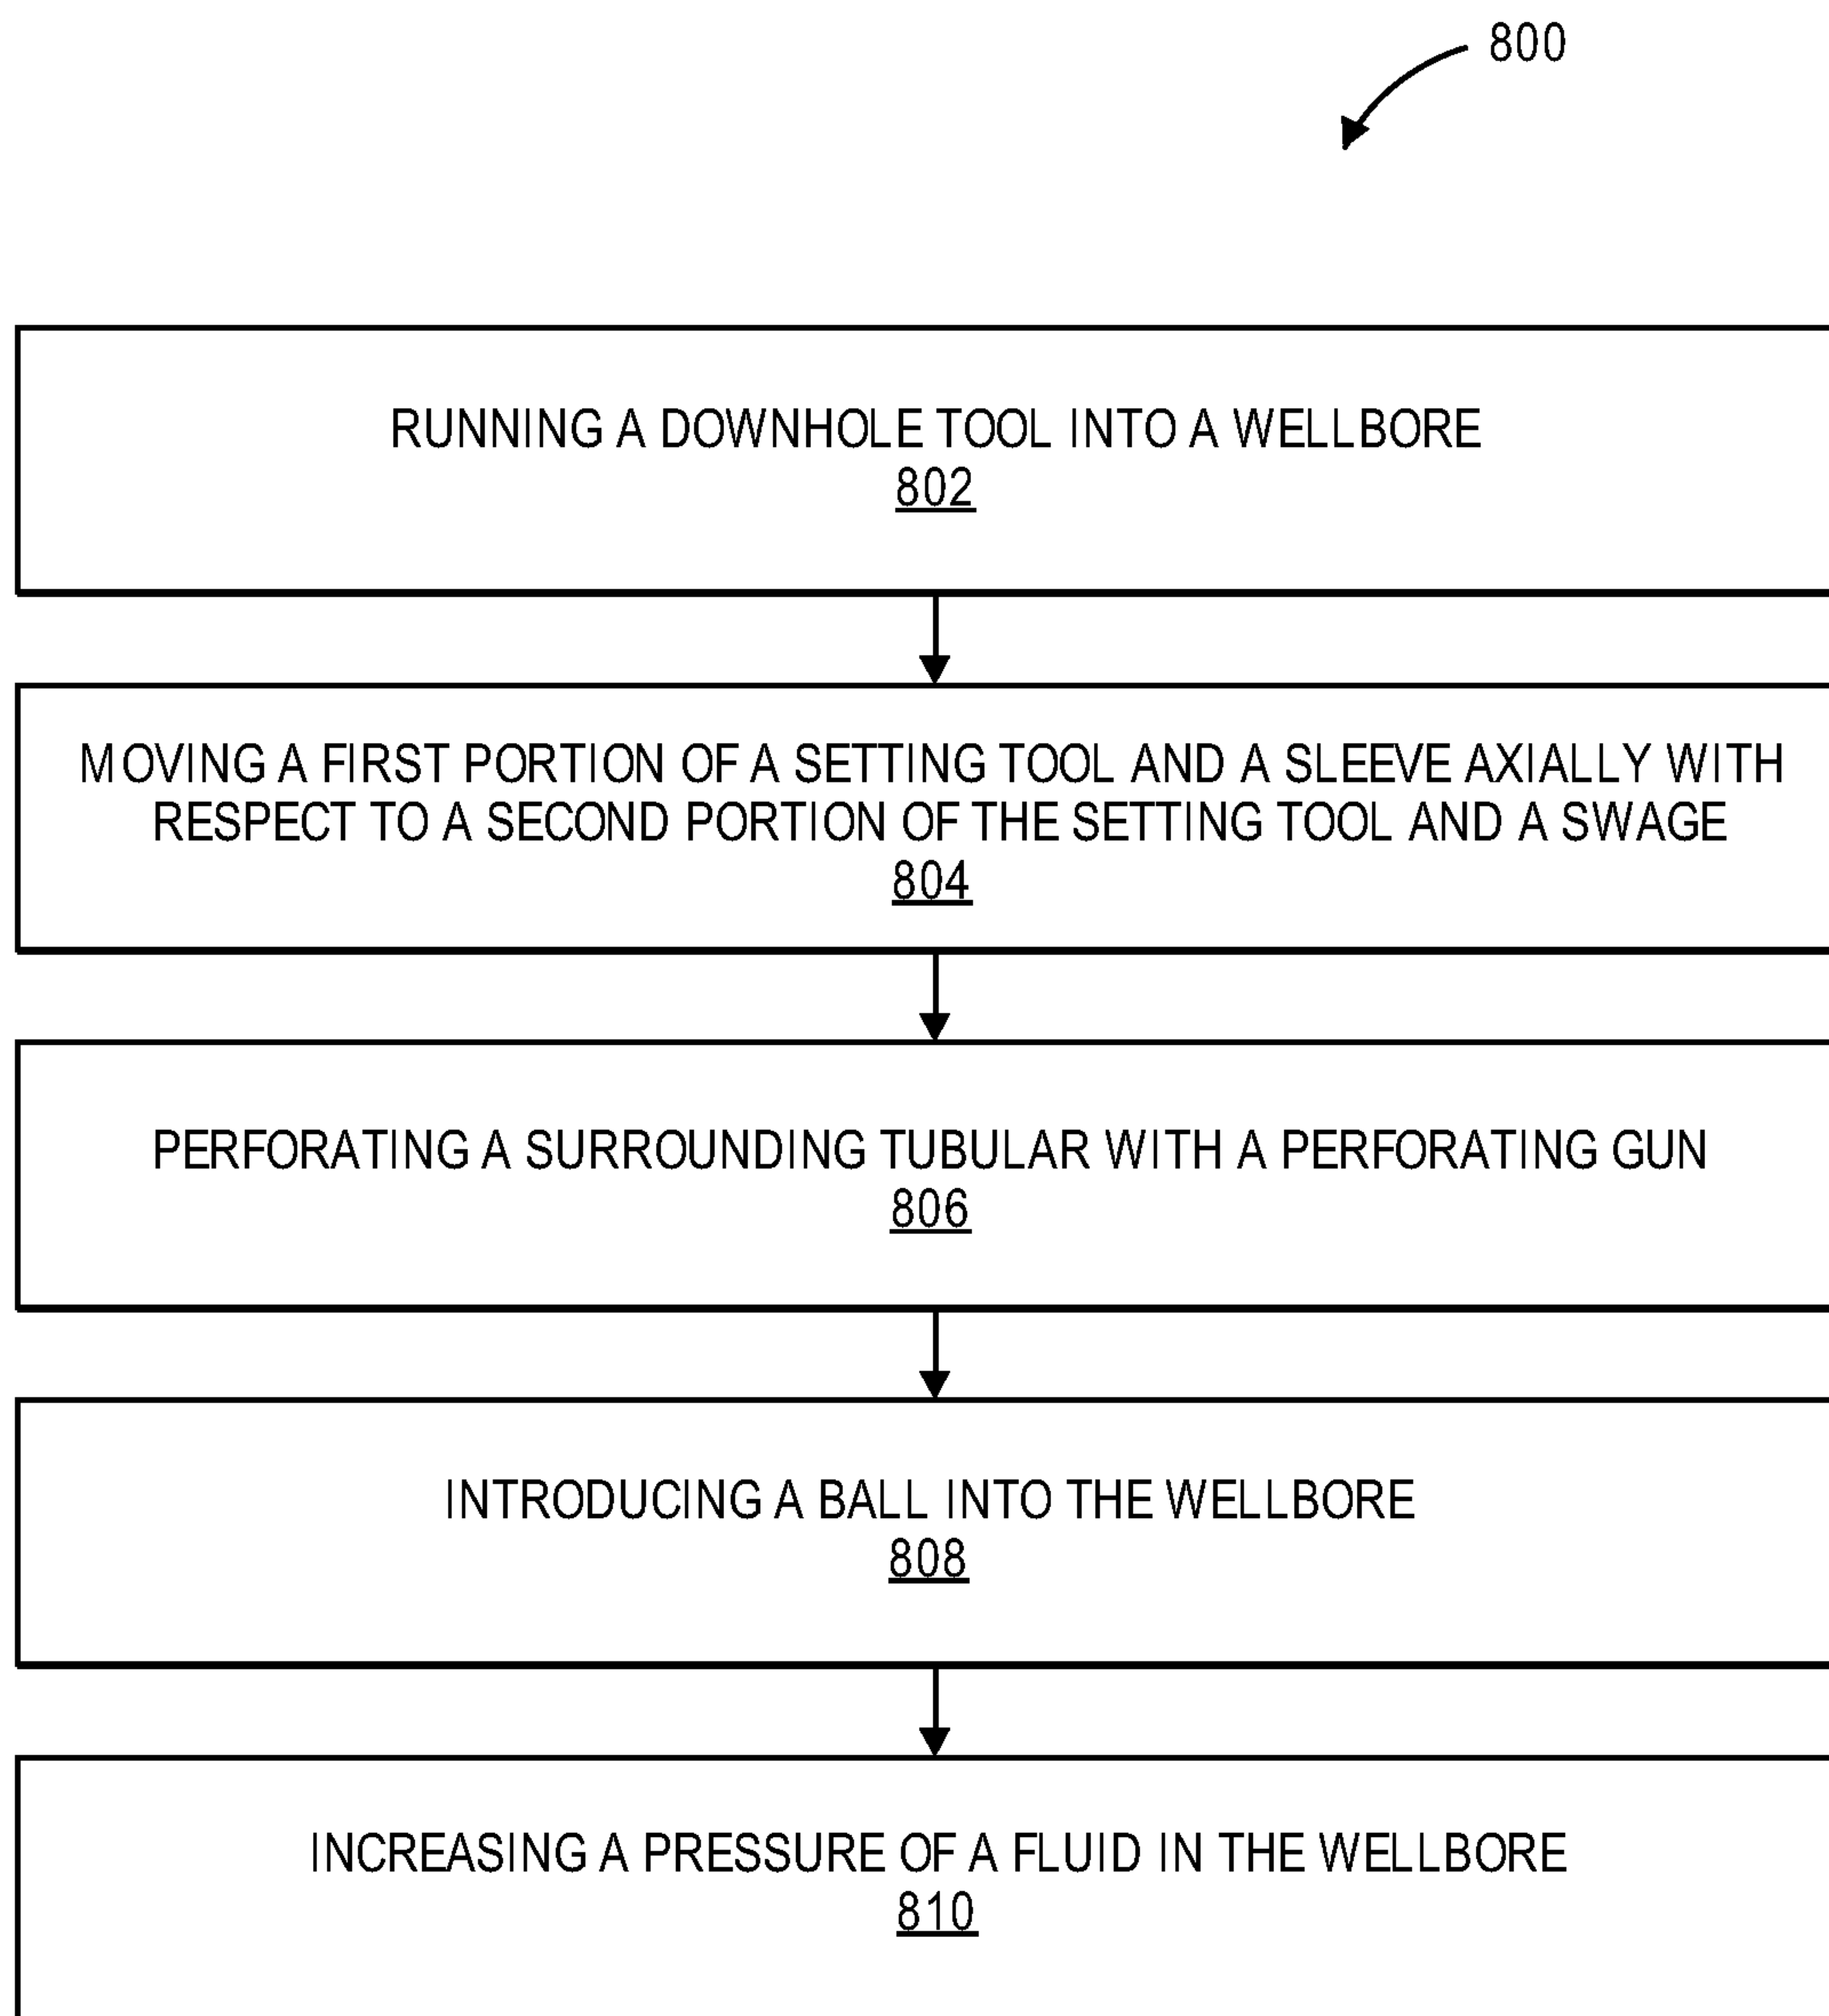 800
RUNNING A DOWNHOLE TOOL INTO A WELLBORE
802
MOVING A FIRST PORTION OF A SETTING TOOL AND A SLEEVE AXIALLY WITH
RESPECT TO A SECOND PORTION OF THE SETTING TOOL AND A SWAGE
804
PERFORATING A SURROUNDING TUBULAR WITH A PERFORATING GUN
806
INTRODUCING A BALL INTO THE WELLBORE
808
INCREASING A PRESSURE OF A FLUID IN THE WELLBORE
810